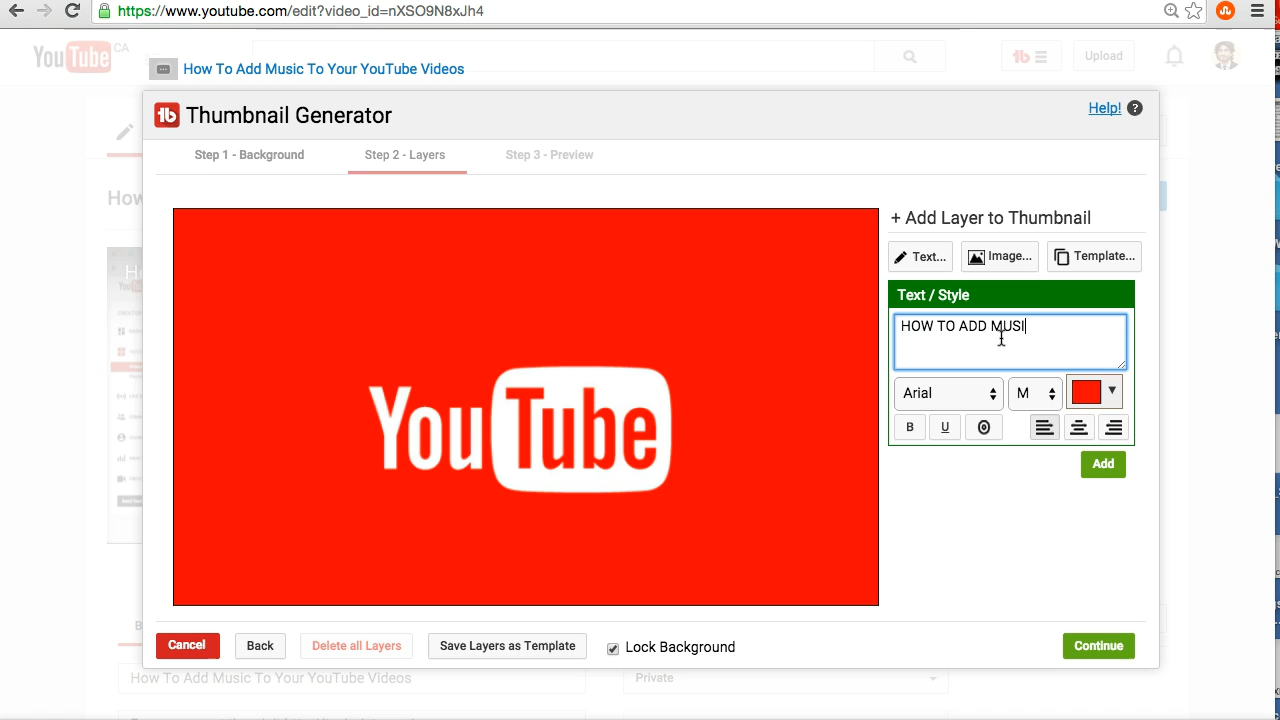 https://www.youtube.com/edit?video_id=nXSO9N8xJh4
YouTube CA
Upload
How To Add Music To Your YouTube Videos
Thumbnail Generator
Help! ?
Step 1 - Background
Step 2 - Layers
Step 3 - Preview
+ Add Layer to Thumbnail
Text...
Image...
Template...
Text / Style
HOW TO ADD MUSI
Arial
M
B
U
Add
YouTube
How
Cancel
Back
Delete all Layers
Save Layers as Template
Lock Background
Continue
How To Add Music To Your YouTube Videos
Private